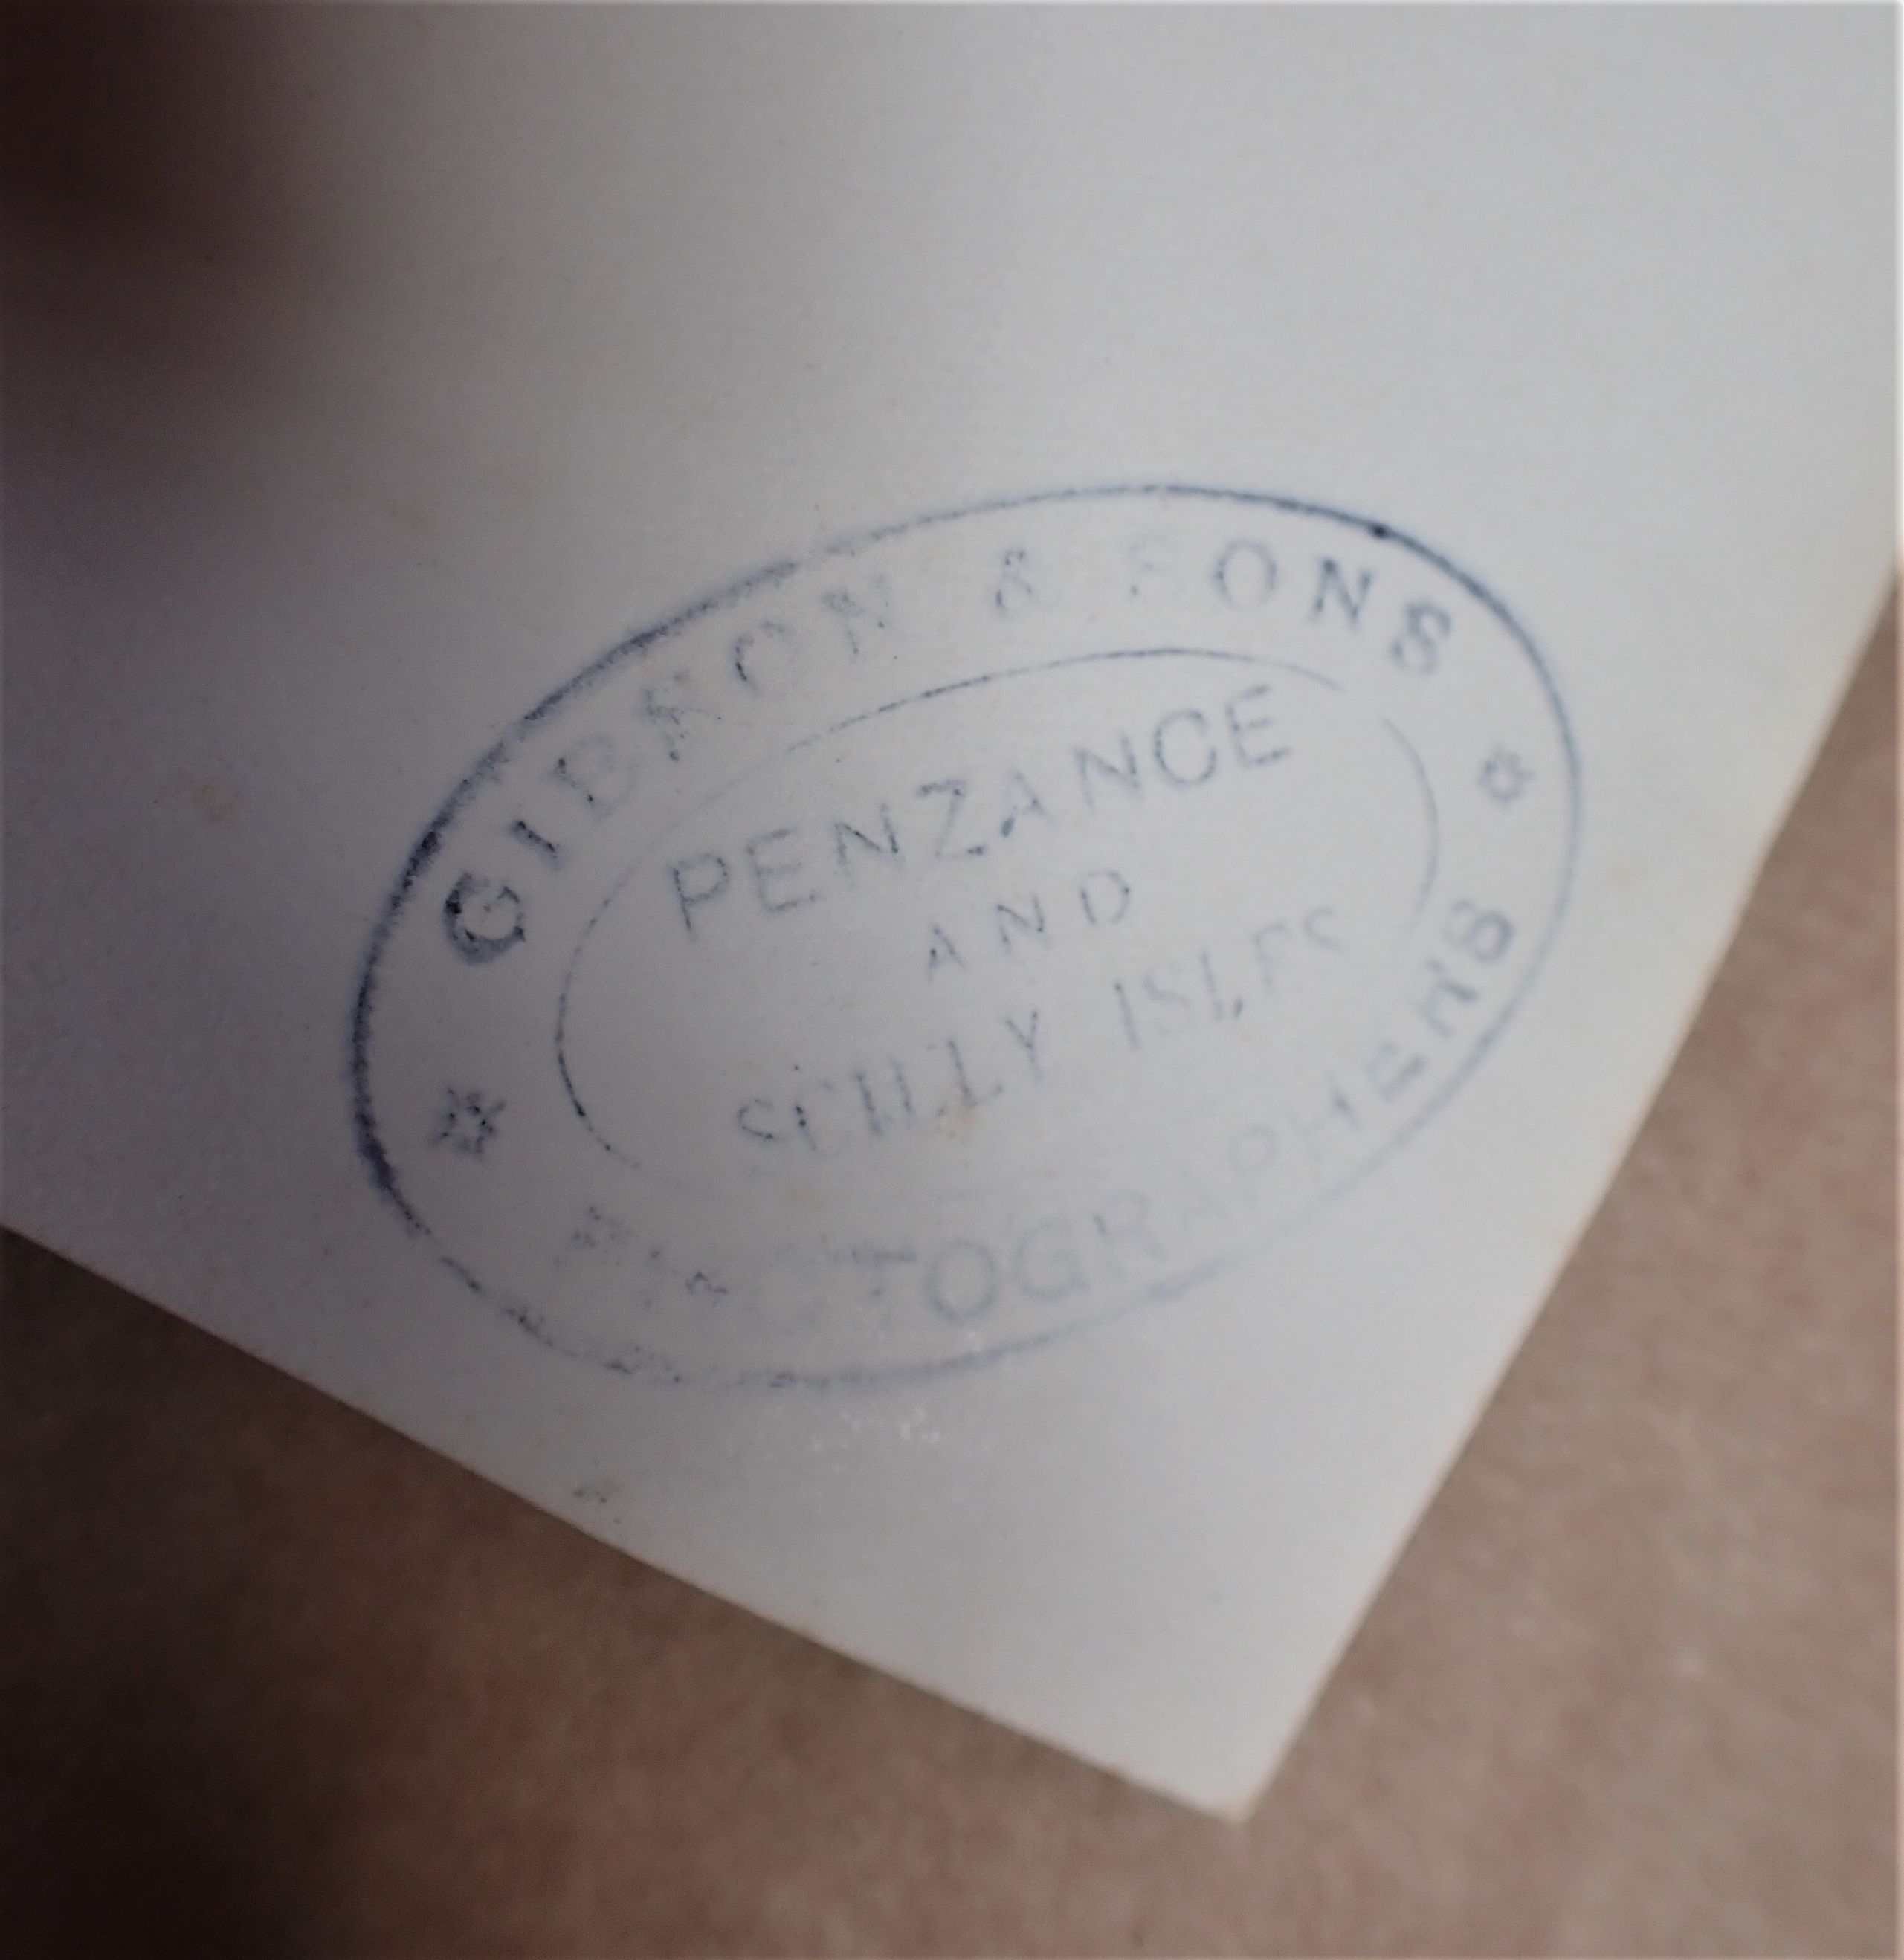 GIBSON & SONS
PENZANCE
AND
SCILLY ISLES
PHOTOGRAPHERS